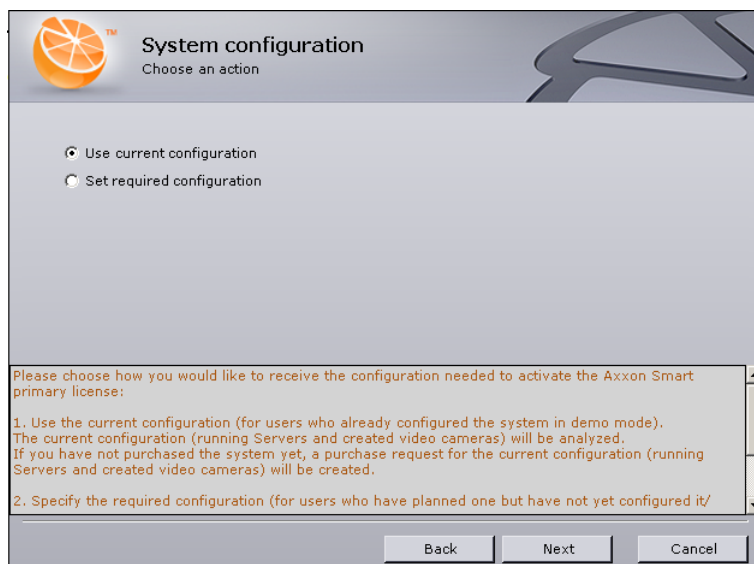 TM
System configuration
Choose an action
Use current configuration
Set required configuration
Please choose how you would like to receive the configuration needed to activate the Axxon Smart
primary license:
1. Use the current configuration (for users who already configured the system in demo mode).
The current configuration (running Servers and created video cameras) will be analyzed.
If you have not purchased the system yet, a purchase request for the current configuration (running
Servers and created video cameras) will be created.
2. Specify the required configuration (for users who have planned one but have not yet configured it/
Back
Next
Cancel